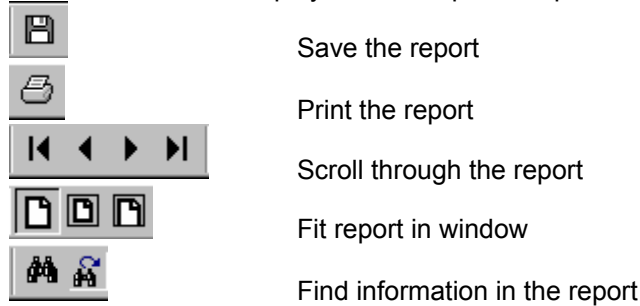 Save the report
Print the report
Scroll through the report
Fit report in window
Find information in the report